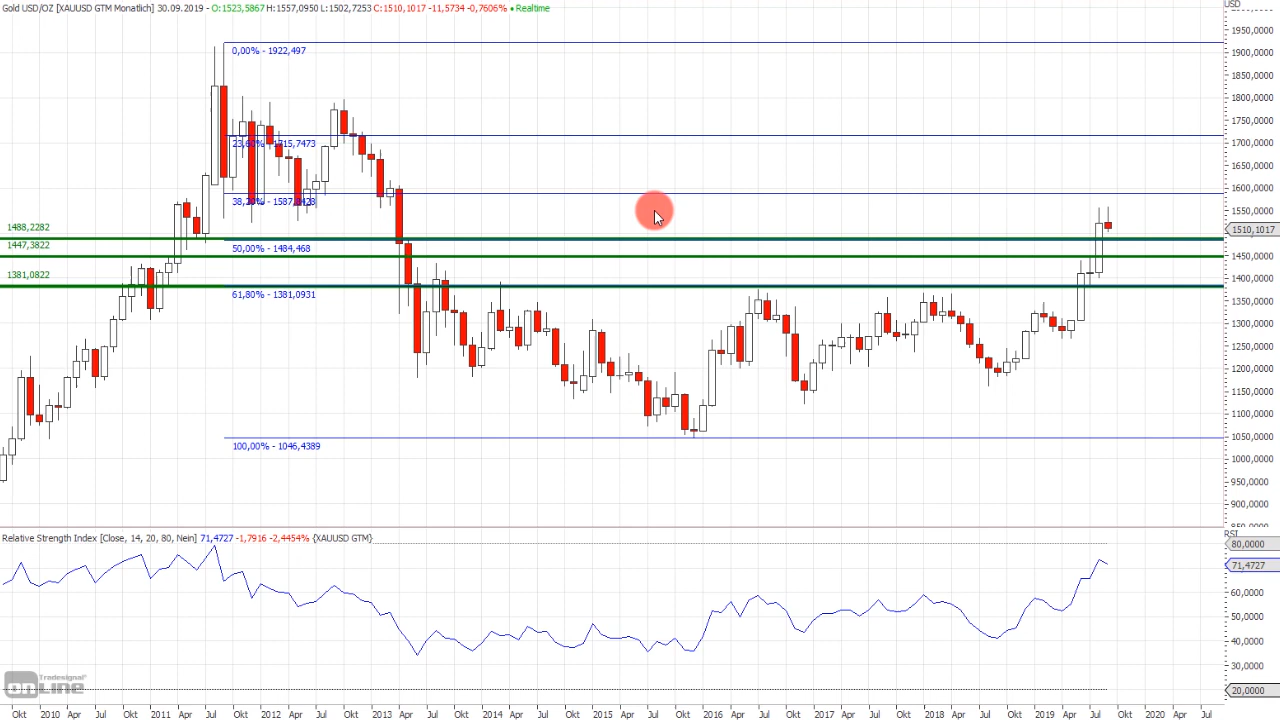 Gold USD/OZ [XAUUSD GTM Monatlich] 30.09.2019 - O:1523,5867 H:1557,0950 L:1502,7253 C:1510,1017 -11,5734 -0,7606% • Realtime
USD
1950,0000
0,00% - 1922,497
1900,0000
1850,0000
1800,0000
1750,0000
23,60% - 1715,7473
1700,0000
1650,0000
1600,0000
38,20% - 1587,8428
1550,0000
1488,2282
1510,1017
1447,3822
50,00% - 1484,468
1450,0000
1381,0822
1400,0000
61,80% - 1381,0931
1350,0000
1300,0000
1250,0000
1200,0000
1150,0000
1100,0000
1050,0000
100,00% - 1046,4389
1000,0000
950,0000
900,0000
Relative Strength Index [Close, 14, 20, 80, Nein] 71,4727 -1,7916 -2,4454% {XAUUSD GTM}
RSI
80,0000
71,4727
60,0000
50,0000
40,0000
30,0000
20,0000
Tradesignal®
onLine
Okt 2010 Apr Jul Okt 2011 Apr Jul Okt 2012 Apr Jul Okt 2013 Apr Jul Okt 2014 Apr Jul Okt 2015 Apr Jul Okt 2016 Apr Jul Okt 2017 Apr Jul Okt 2018 Apr Jul Okt 2019 Apr Jul Okt 2020 Apr Jul